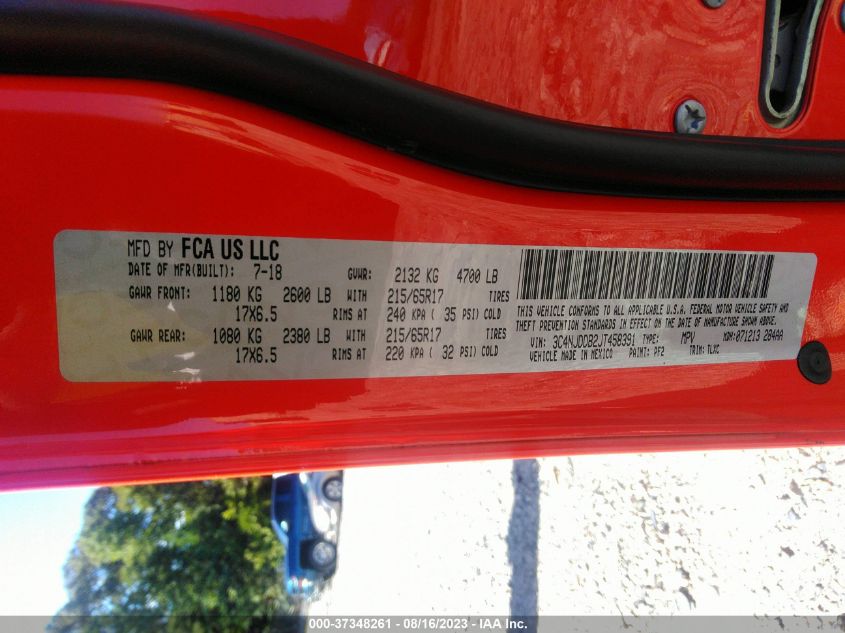 MFD BY FCA US LLC
DATE OF MFR(BUILT): 7-18 GVWR: 2132 KG 4700 LB
GAWR FRONT: 1180 KG 2600 LB WITH 215/65R17 TIRES
17X6.5 RIMS AT 240 KPA ( 35 PSI) COLD
GAWR REAR: 1080 KG 2380 LB WITH 215/65R17 TIRES
17X6.5 RIMS AT 220 KPA ( 32 PSI) COLD
THIS VEHICLE CONFORMS TO ALL APPLICABLE U.S.A. FEDERAL MOTOR VEHICLE SAFETY AND
THEFT PREVENTION STANDARDS IN EFFECT ON THE DATE OF MANUFACTURE SHOWN ABOVE.
VIN: 3C4NJDDB2JT458391 TYPE: MPV MDH: 071213 284AA
VEHICLE MADE IN MEXICO PAINT: PF2 TRIM: TLXC
000-37348261 - 08/16/2023 - IAA Inc.